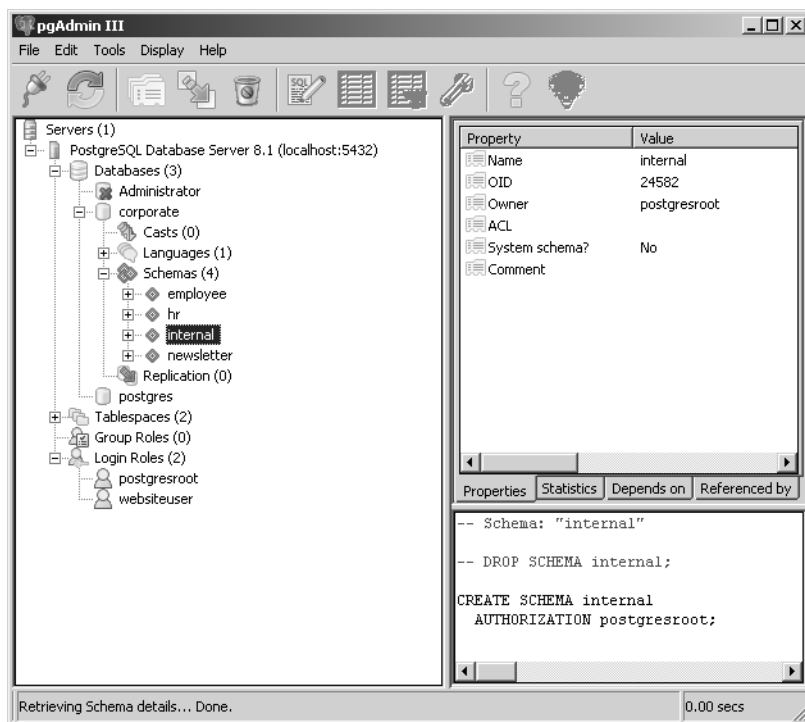 pgAdmin III
File Edit Tools Display Help
SQL
Servers (1)
PostgreSQL Database Server 8.1 (localhost:5432)
Databases (3)
Administrator
corporate
Casts (0)
Languages (1)
Schemas (4)
employee
hr
internal
newsletter
Replication (0)
postgres
Tablespaces (2)
Group Roles (0)
Login Roles (2)
postgresroot
websiteuser
Property Value
Name internal
OID 24582
Owner postgresroot
ACL
System schema? No
Comment
Properties Statistics Depends on Referenced by
-- Schema: "internal"
-- DROP SCHEMA internal;
CREATE SCHEMA internal
AUTHORIZATION postgresroot;
Retrieving Schema details... Done. 0.00 secs